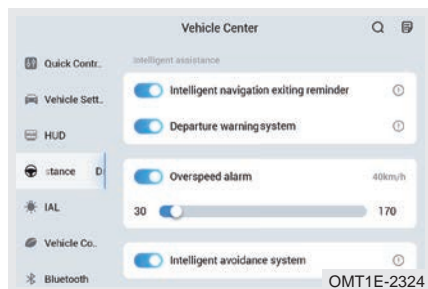 Vehicle Center
Quick Contr..
Intelligent assistance
Intelligent navigation exiting reminder
Vehicle Sett..
Departure warning system
HUD
stance D
Overspeed alarm
40km/h
IAL
30
170
Vehicle Co..
Intelligent avoidance system
Bluetooth
OMT1E-2324